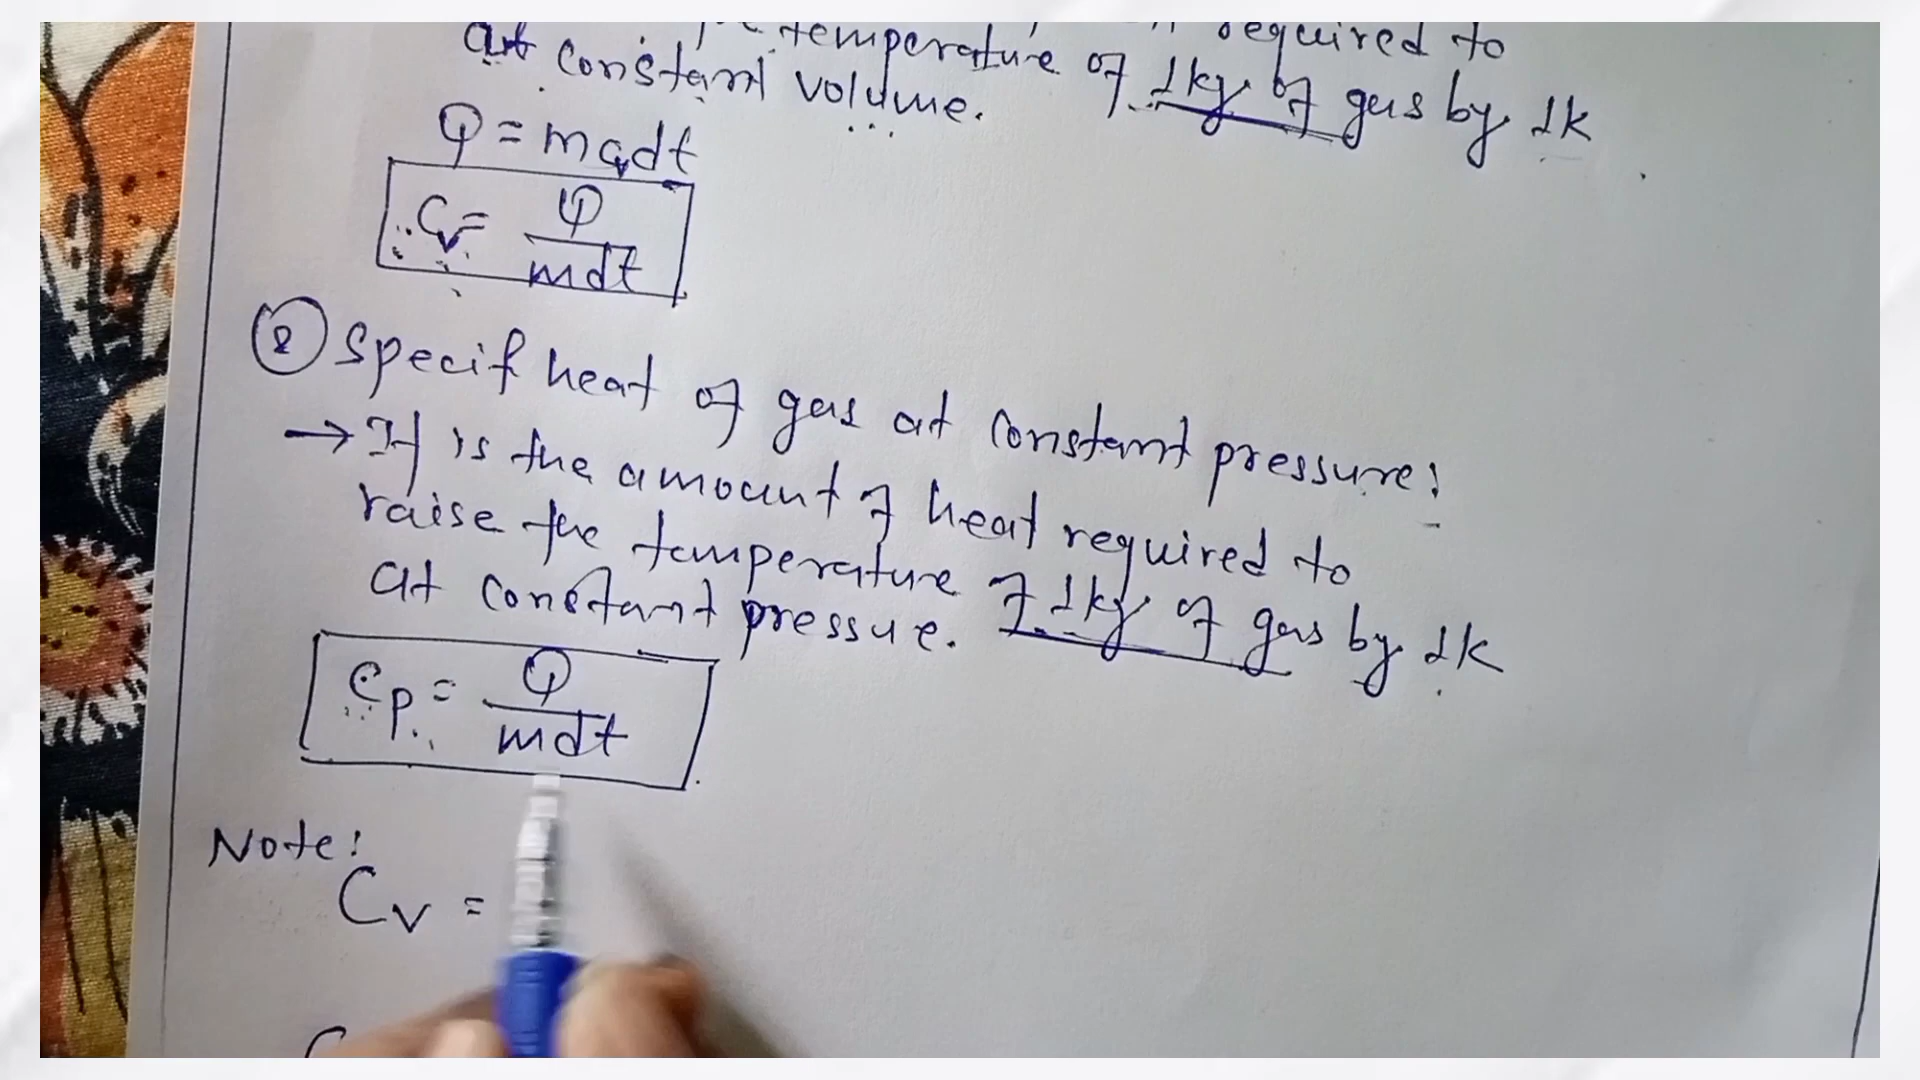 temperature of 1kg of gas by 1k
required to
at constant volume.
Q = mCvdt
Cv = Q/mdt
② Specif heat of gas at constant pressure:
→ It is the amount of heat required to
raise the temperature of 1kg of gas by 1k
at constant pressue.
Cp = Q/mdt
Note:
Cv =